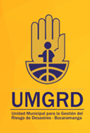 UMGRD
Unidad Municipal para la Gestión del
Riesgo de Desastres - Bucaramanga